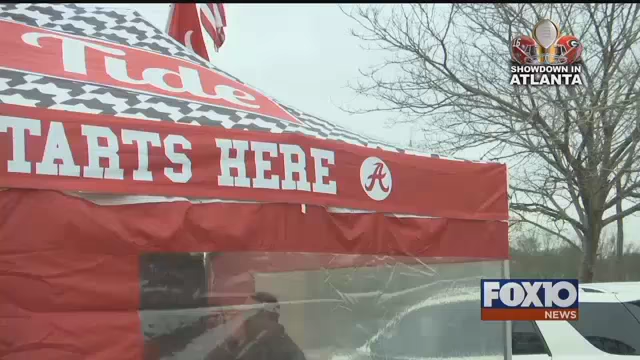 Tide
TARTS HERE A
SHOWDOWN IN
ATLANTA
FOX10
NEWS